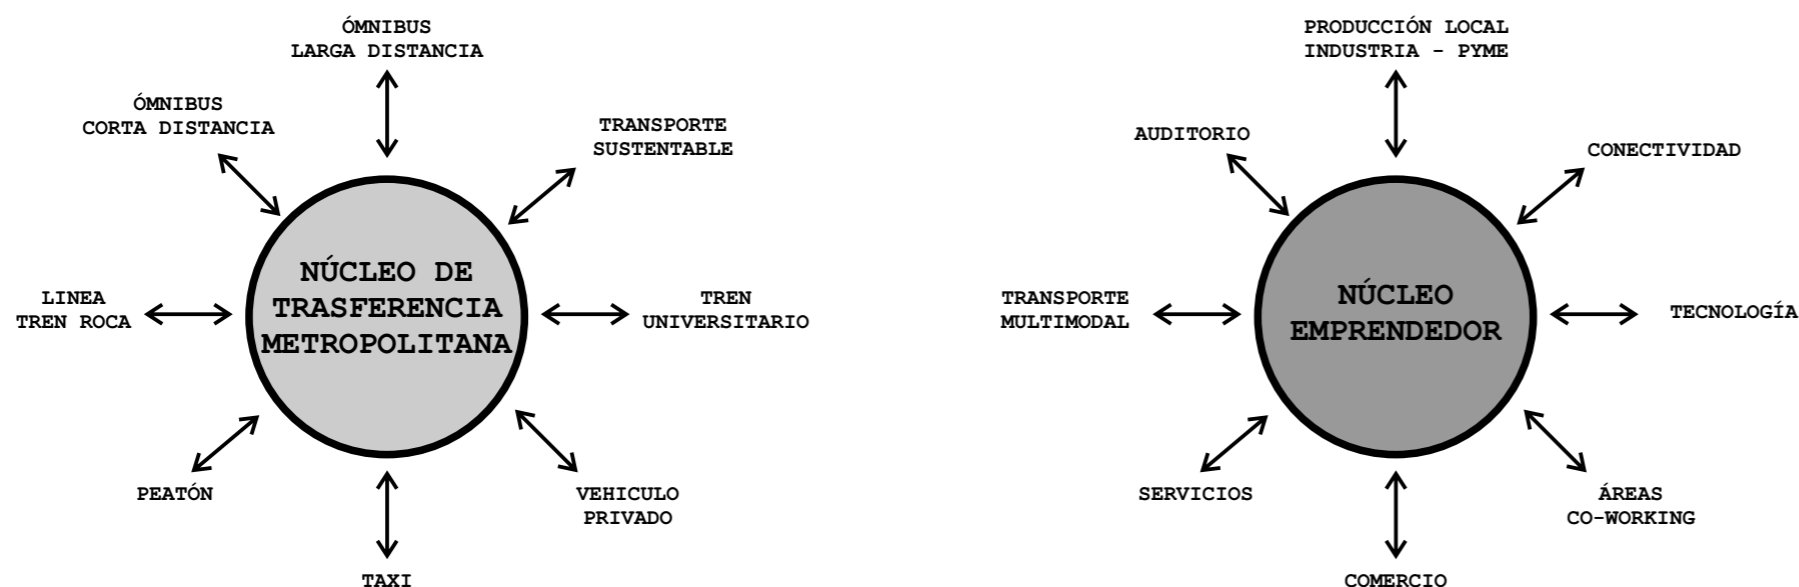 ÓMNIBUS
LARGA DISTANCIA
ÓMNIBUS
CORTA DISTANCIA
TRANSPORTE
SUSTENTABLE
NÚCLEO DE
TRASFERENCIA
METROPOLITANA
LINEA
TREN ROCA
TREN
UNIVERSITARIO
PEATÓN
VEHICULO
PRIVADO
TAXI
PRODUCCIÓN LOCAL
INDUSTRIA - PYME
AUDITORIO
CONECTIVIDAD
NÚCLEO
EMPRENDEDOR
TRANSPORTE
MULTIMODAL
TECNOLOGÍA
SERVICIOS
ÁREAS
CO-WORKING
COMERCIO